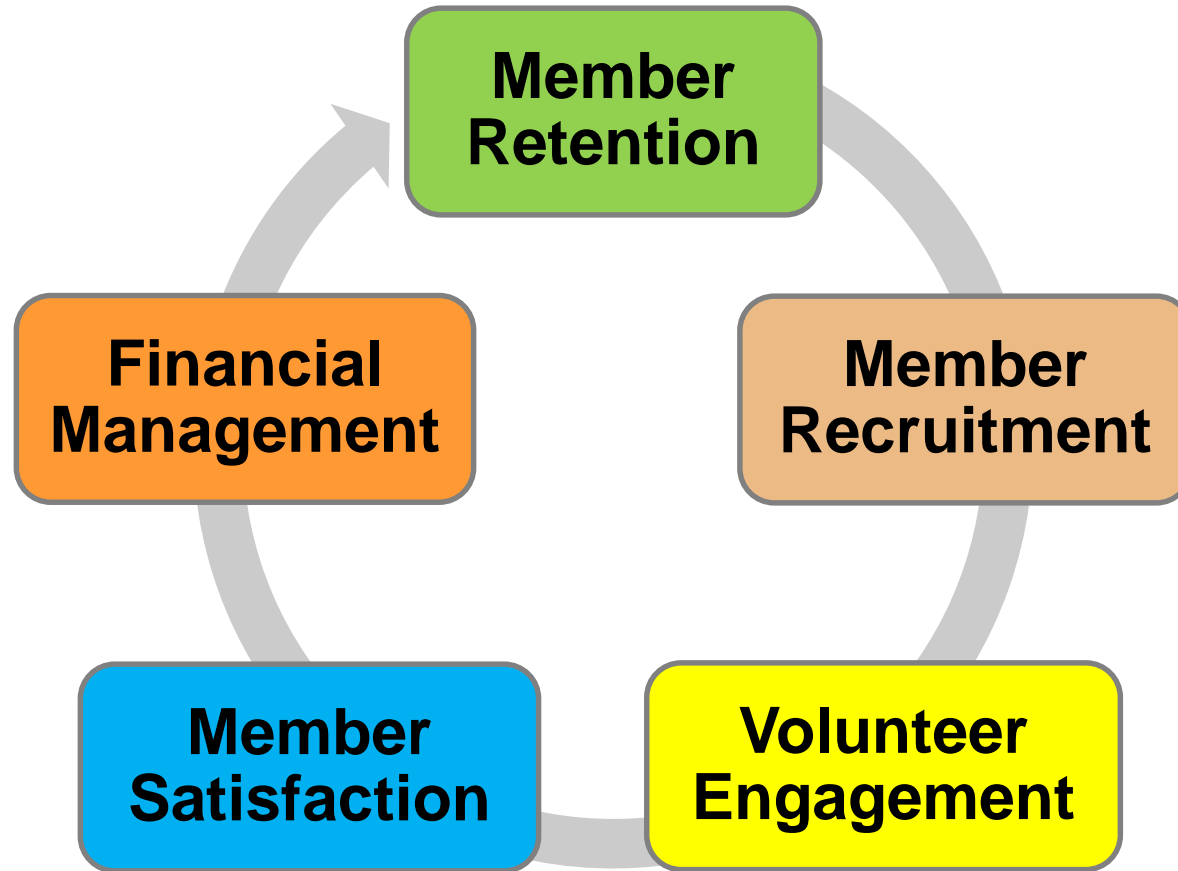 Member
Retention
Member
Recruitment
Volunteer
Engagement
Member
Satisfaction
Financial
Management